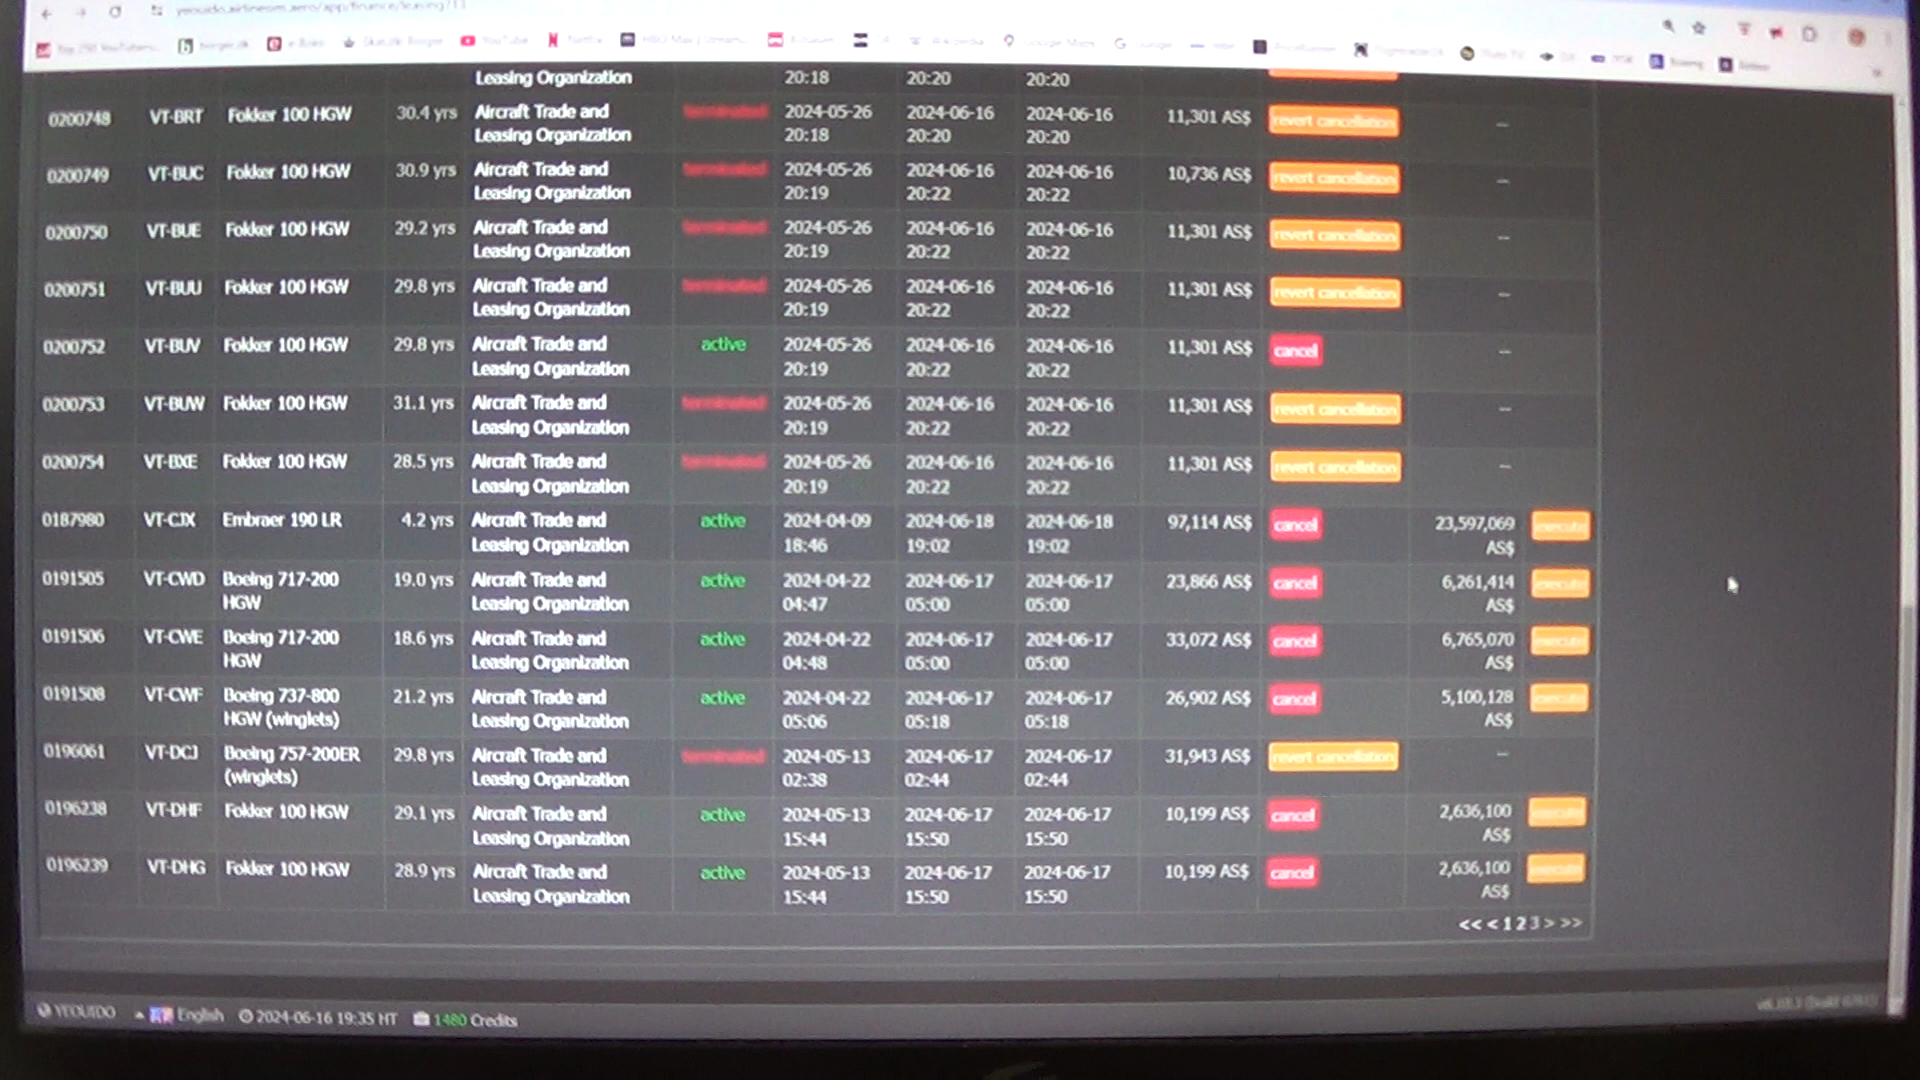 yeouido.airlinesim.aero/app/finance/leasing/13
YouTube
Leasing Organization 20:18 20:20 20:20
0200748 VT-BRT Fokker 100 HGW 30.4 yrs Aircraft Trade and terminated 2024-05-26 2024-06-16 2024-06-16 11,301 AS$ revert cancellation —
Leasing Organization 20:18 20:20 20:20
0200749 VT-BUC Fokker 100 HGW 30.9 yrs Aircraft Trade and terminated 2024-05-26 2024-06-16 2024-06-16 10,736 AS$ revert cancellation —
Leasing Organization 20:19 20:22 20:22
0200750 VT-BUE Fokker 100 HGW 29.2 yrs Aircraft Trade and terminated 2024-05-26 2024-06-16 2024-06-16 11,301 AS$ revert cancellation —
Leasing Organization 20:19 20:22 20:22
0200751 VT-BUU Fokker 100 HGW 29.8 yrs Aircraft Trade and terminated 2024-05-26 2024-06-16 2024-06-16 11,301 AS$ revert cancellation —
Leasing Organization 20:19 20:22 20:22
0200752 VT-BUV Fokker 100 HGW 29.8 yrs Aircraft Trade and active 2024-05-26 2024-06-16 2024-06-16 11,301 AS$ cancel —
Leasing Organization 20:19 20:22 20:22
0200753 VT-BUW Fokker 100 HGW 31.1 yrs Aircraft Trade and terminated 2024-05-26 2024-06-16 2024-06-16 11,301 AS$ revert cancellation —
Leasing Organization 20:19 20:22 20:22
0200754 VT-BXE Fokker 100 HGW 28.5 yrs Aircraft Trade and terminated 2024-05-26 2024-06-16 2024-06-16 11,301 AS$ revert cancellation —
Leasing Organization 20:19 20:22 20:22
0187980 VT-CJX Embraer 190 LR 4.2 yrs Aircraft Trade and active 2024-04-09 2024-06-18 2024-06-18 97,114 AS$ cancel 23,597,069 execute
Leasing Organization 18:46 19:02 19:02 AS$
0191505 VT-CWD Boeing 717-200 19.0 yrs Aircraft Trade and active 2024-04-22 2024-06-17 2024-06-17 23,866 AS$ cancel 6,261,414 execute
HGW Leasing Organization 04:47 05:00 05:00 AS$
0191506 VT-CWE Boeing 717-200 18.6 yrs Aircraft Trade and active 2024-04-22 2024-06-17 2024-06-17 33,072 AS$ cancel 6,765,070 execute
HGW Leasing Organization 04:48 05:00 05:00 AS$
0191508 VT-CWF Boeing 737-800 21.2 yrs Aircraft Trade and active 2024-04-22 2024-06-17 2024-06-17 26,902 AS$ cancel 5,100,128 execute
HGW (winglets) Leasing Organization 05:06 05:18 05:18 AS$
0196061 VT-DCJ Boeing 757-200ER 29.8 yrs Aircraft Trade and terminated 2024-05-13 2024-06-17 2024-06-17 31,943 AS$ revert cancellation —
(winglets) Leasing Organization 02:38 02:44 02:44
0196238 VT-DHF Fokker 100 HGW 29.1 yrs Aircraft Trade and active 2024-05-13 2024-06-17 2024-06-17 10,199 AS$ cancel 2,636,100 execute
Leasing Organization 15:44 15:50 15:50 AS$
0196239 VT-DHG Fokker 100 HGW 28.9 yrs Aircraft Trade and active 2024-05-13 2024-06-17 2024-06-17 10,199 AS$ cancel 2,636,100 execute
Leasing Organization 15:44 15:50 15:50 AS$
<< < 1 2 3 > >>
YEOUIDO English 2024-06-16 19:35 HT 1480 Credits